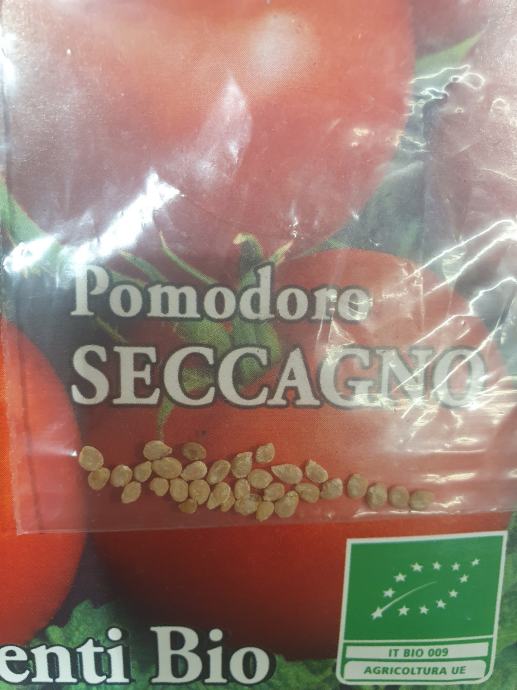 Pomodoro
SECCAGNO
enti Bio
IT BIO 009
AGRICOLTURA UE